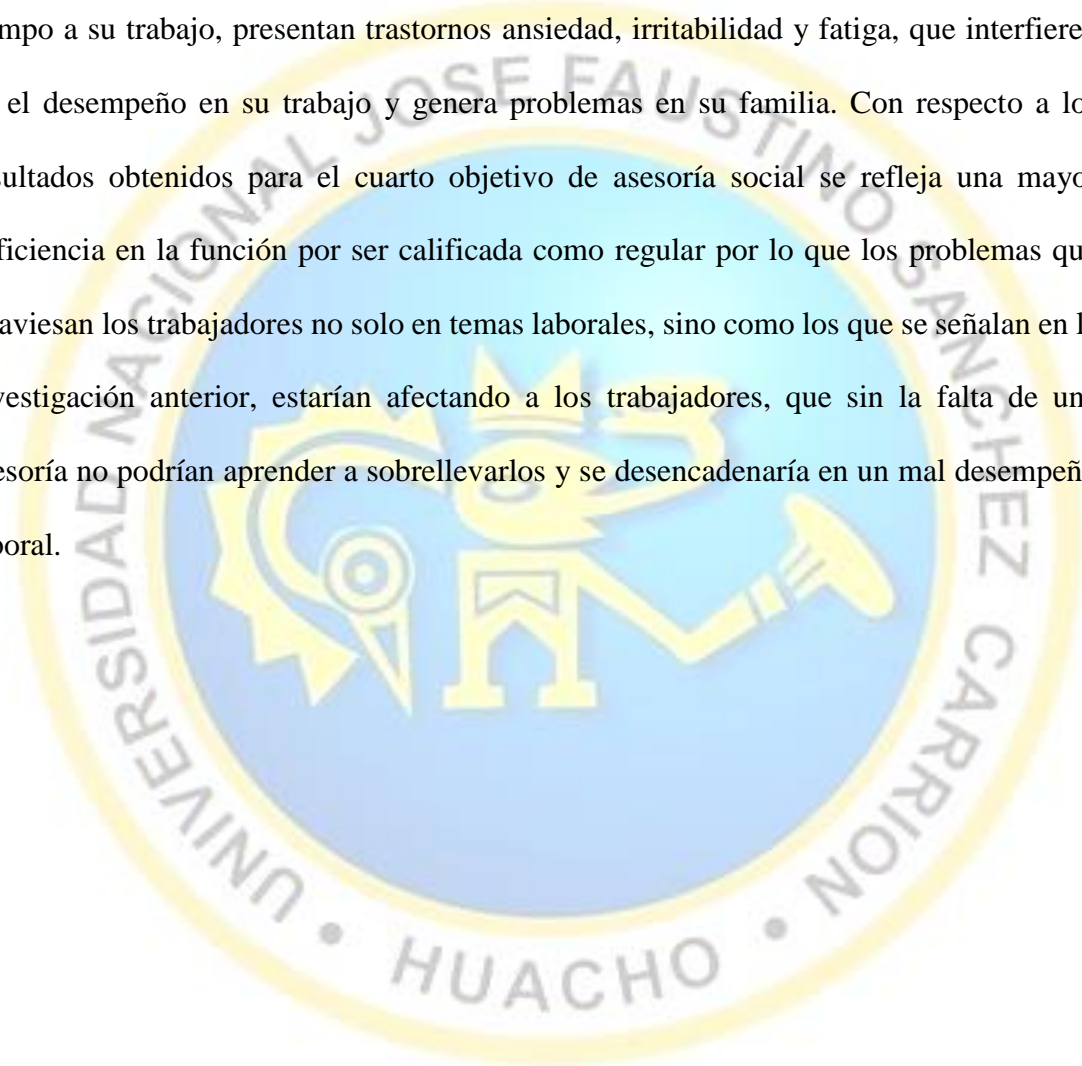 mpo a su trabajo, presentan trastornos ansiedad, irritabilidad y fatiga, que interfiere
el desempeño en su trabajo y genera problemas en su familia. Con respecto a lo
sultados obtenidos para el cuarto objetivo de asesoría social se refleja una mayo
ficiencia en la función por ser calificada como regular por lo que los problemas qu
aviesan los trabajadores no solo en temas laborales, sino como los que se señalan en l
vestigación anterior, estarían afectando a los trabajadores, que sin la falta de un
esoría no podrían aprender a sobrellevarlos y se desencadenaría en un mal desempeñ
boral.
UNIVERSIDAD NACIONAL JOSE FAUSTINO SANCHEZ CARRION
• HUACHO •